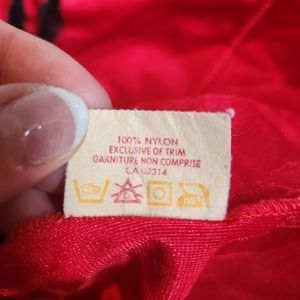 100% NYLON
EXCLUSIVE OF TRIM
GARNITURE NON COMPRISE
CA 02314